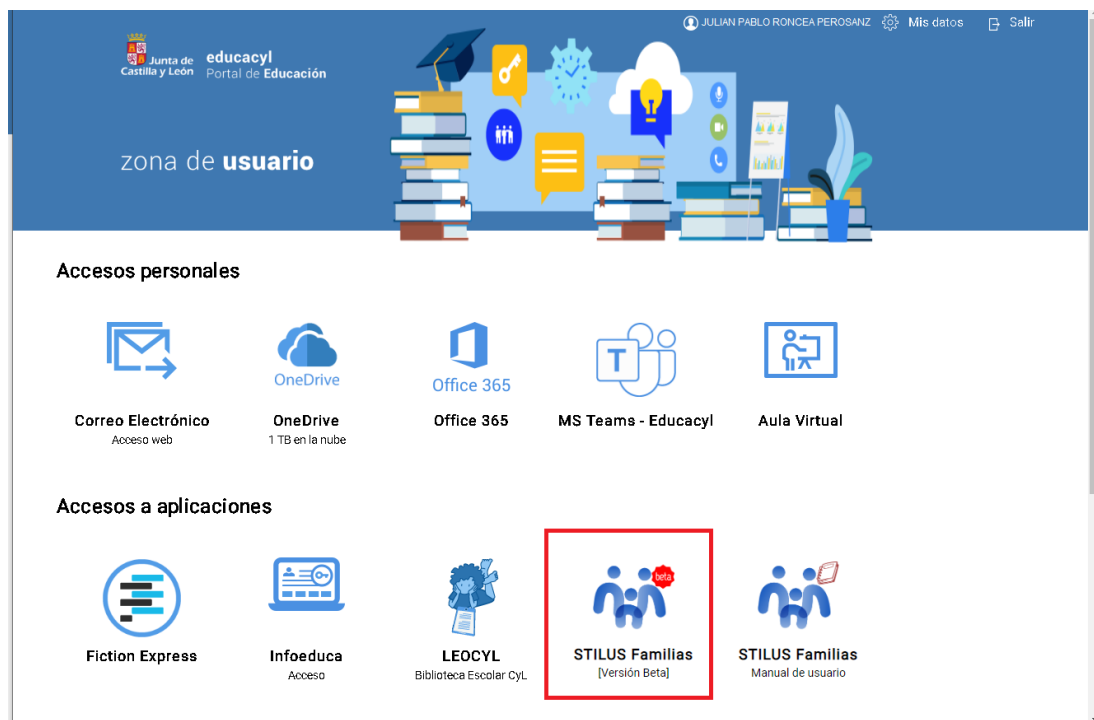 JULIAN PABLO RONCEA PEROSANZ Mis datos Salir
Junta de
Castilla y León
educacyl
Portal de Educación
zona de usuario
Accesos personales
OneDrive
Office 365
T
Correo Electrónico
Acceso web
OneDrive
1 TB en la nube
Office 365
MS Teams - Educacyl
Aula Virtual
Accesos a aplicaciones
beta
Fiction Express
Infoeduca
Acceso
LEOCYL
Biblioteca Escolar CyL
STILUS Familias
[Versión Beta]
STILUS Familias
Manual de usuario